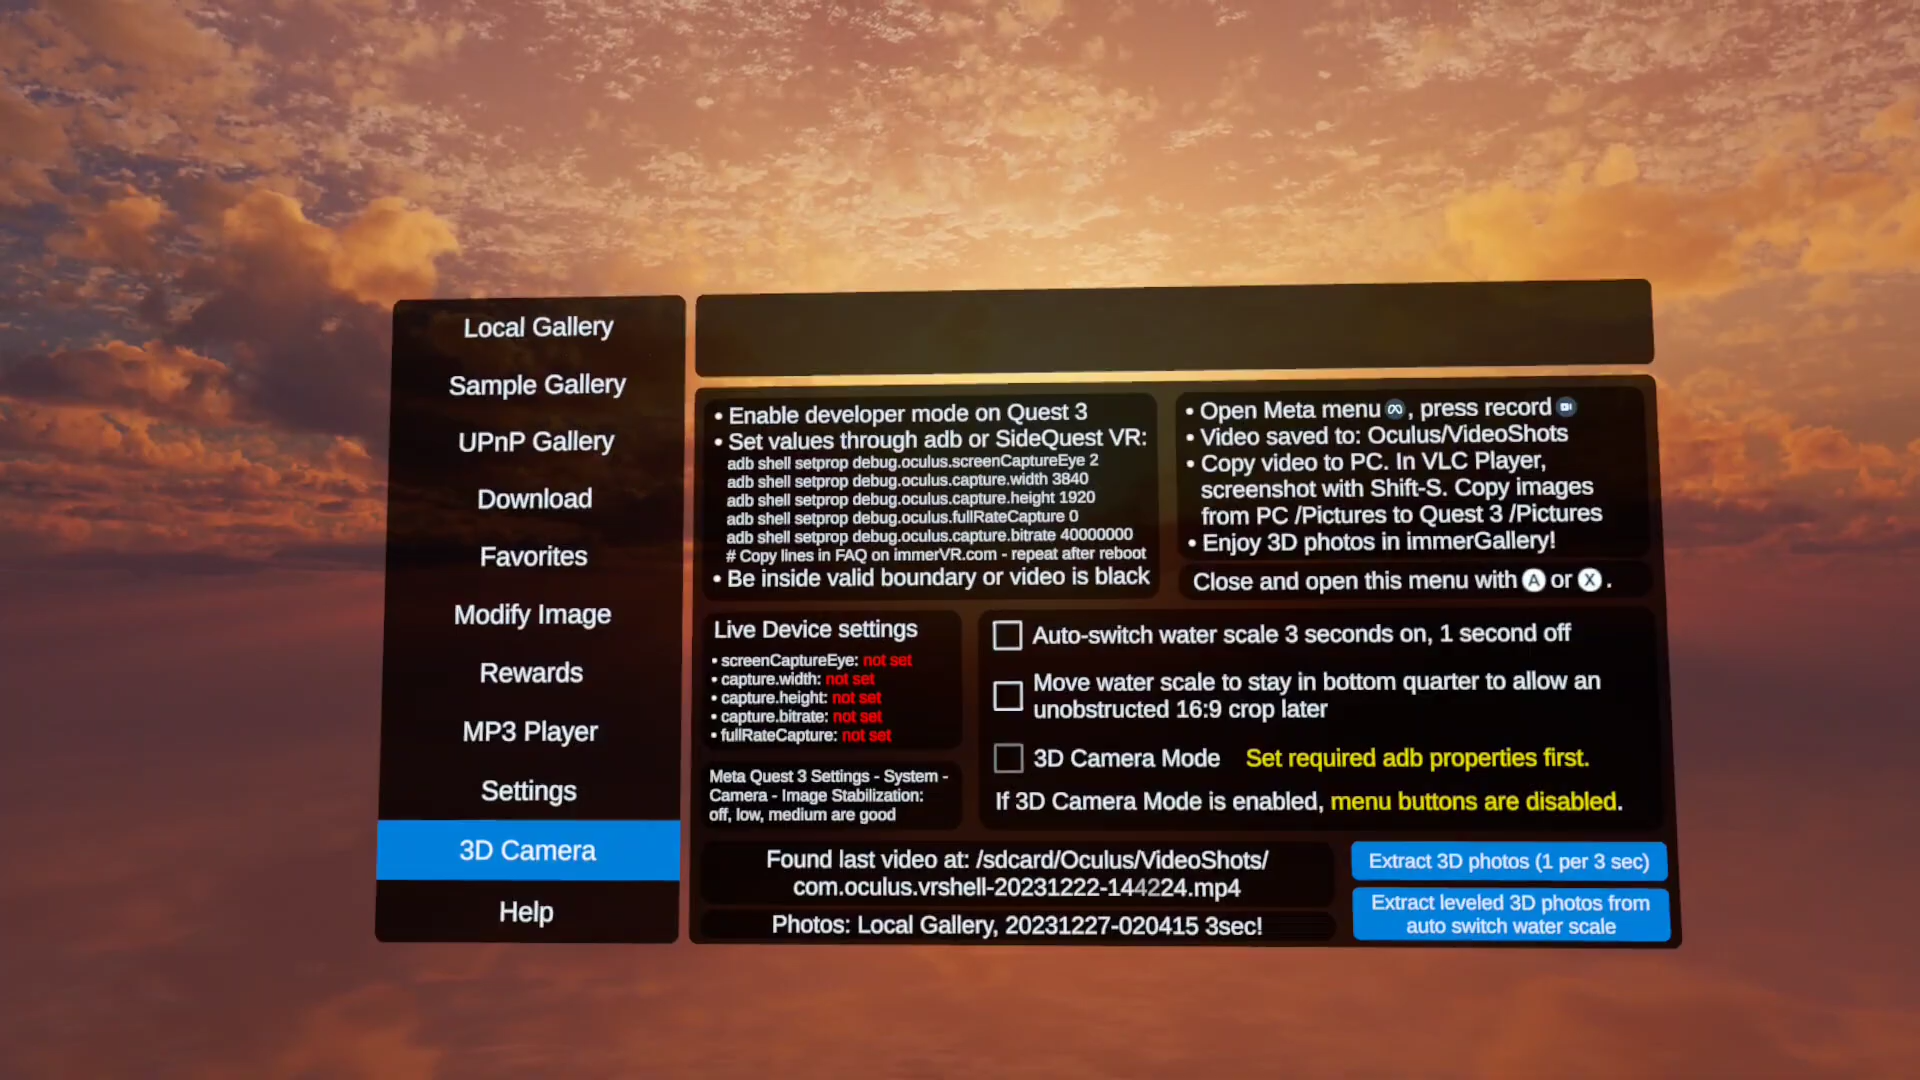 Local Gallery
Sample Gallery
UPnP Gallery
Download
Favorites
Modify Image
Rewards
MP3 Player
Settings
3D Camera
Help
• Enable developer mode on Quest 3
• Set values through adb or SideQuest VR:
adb shell setprop debug.oculus.screenCaptureEye 2
adb shell setprop debug.oculus.capture.width 3840
adb shell setprop debug.oculus.capture.height 1920
adb shell setprop debug.oculus.fullRateCapture 0
adb shell setprop debug.oculus.capture.bitrate 40000000
# Copy lines in FAQ on immerVR.com - repeat after reboot
• Be inside valid boundary or video is black
• Open Meta menu, press record
• Video saved to: Oculus/VideoShots
• Copy video to PC. In VLC Player,
screenshot with Shift-S. Copy images
from PC /Pictures to Quest 3 /Pictures
• Enjoy 3D photos in immerGallery!
Close and open this menu with A or X.
Live Device settings
• screenCaptureEye: not set
• capture.width: not set
• capture.height: not set
• capture.bitrate: not set
• fullRateCapture: not set
Meta Quest 3 Settings - System -
Camera - Image Stabilization:
off, low, medium are good
Auto-switch water scale 3 seconds on, 1 second off
Move water scale to stay in bottom quarter to allow an
unobstructed 16:9 crop later
3D Camera Mode Set required adb properties first.
If 3D Camera Mode is enabled, menu buttons are disabled.
Found last video at: /sdcard/Oculus/VideoShots/
com.oculus.vrshell-20231222-144224.mp4
Photos: Local Gallery, 20231227-020415 3sec!
Extract 3D photos (1 per 3 sec)
Extract leveled 3D photos from
auto switch water scale